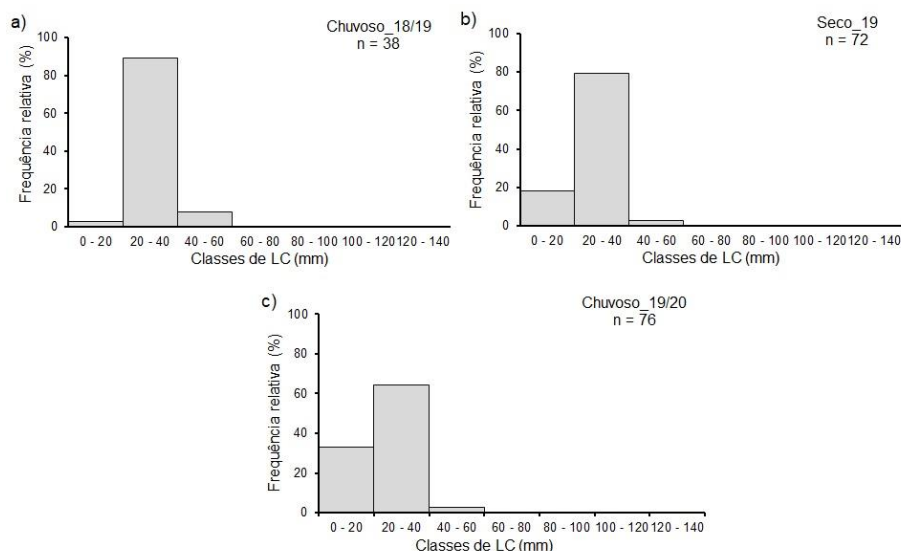 a)
Chuvoso_18/19
n = 38
Frequência relativa (%)
100
80
60
40
20
0
0 - 20 20 - 40 40 - 60 60 - 80 80 - 100 100 - 120 120 - 140
Classes de LC (mm)
b)
Seco_19
n = 72
Frequência relativa (%)
100
80
60
40
20
0
0 - 20 20 - 40 40 - 60 60 - 80 80 - 100 100 - 120 120 - 140
Classes de LC (mm)
c)
Chuvoso_19/20
n = 76
Frequência relativa (%)
100
80
60
40
20
0
0 - 20 20 - 40 40 - 60 60 - 80 80 - 100 100 - 120 120 - 140
Classes de LC (mm)